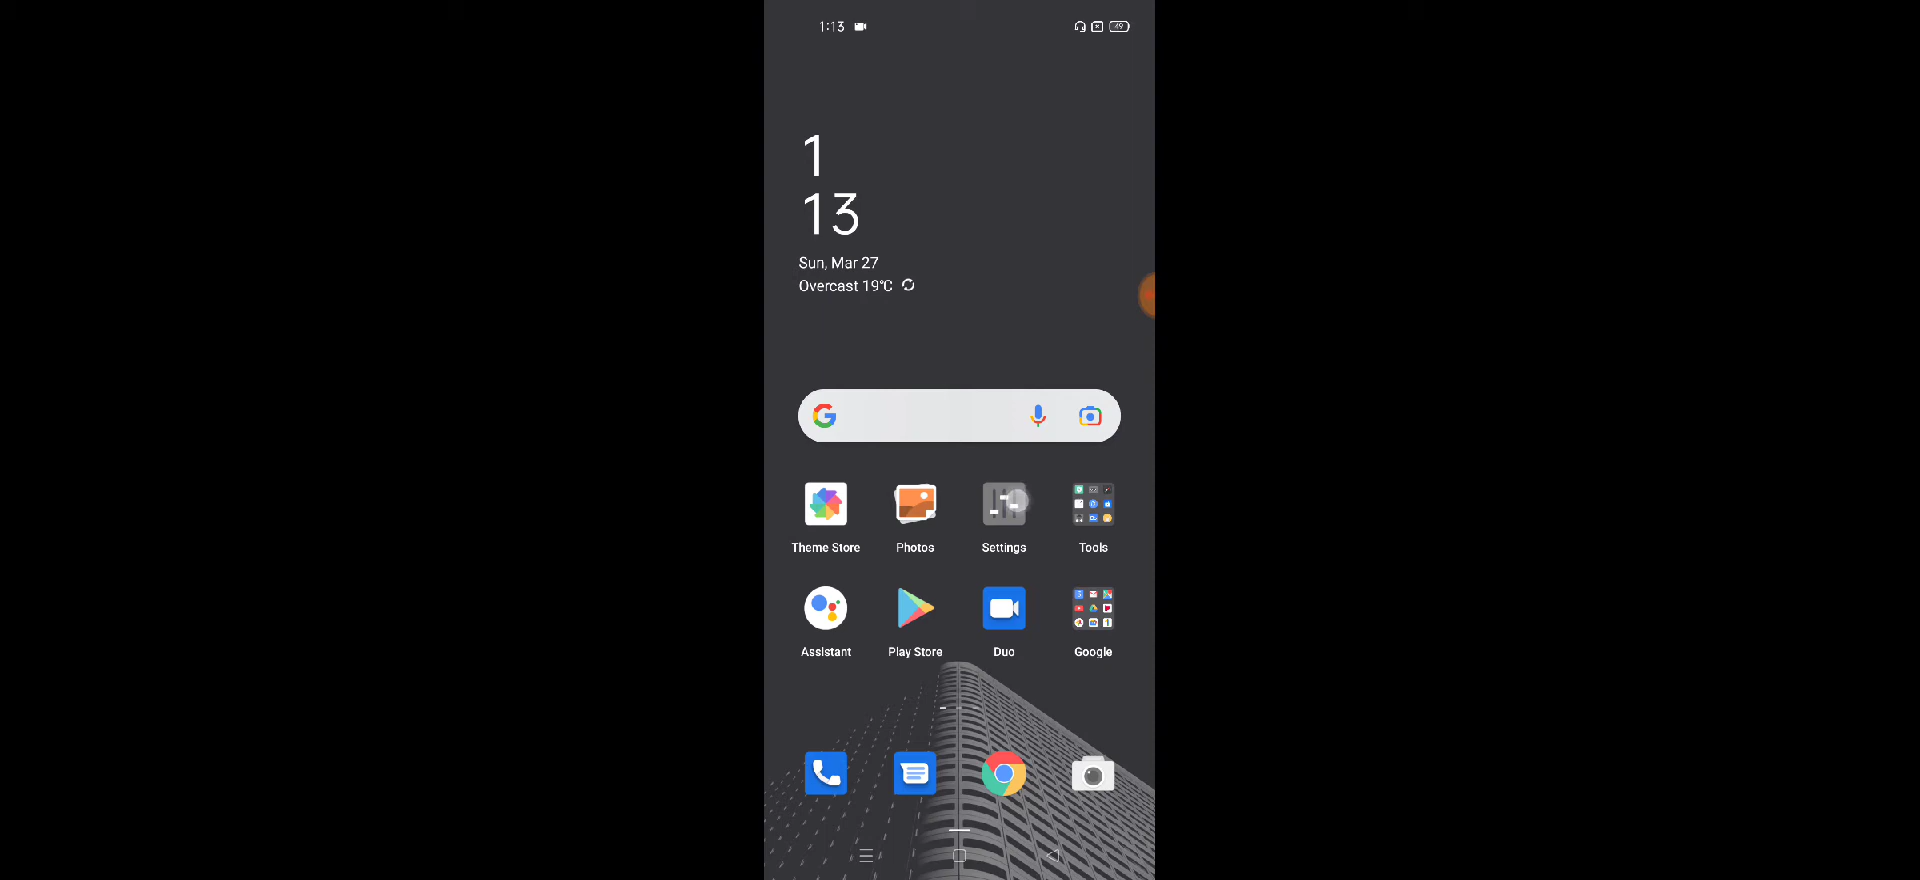 1:13
49
1
13
Sun, Mar 27
Overcast 19°C
Theme Store
Photos
Settings
Tools
Assistant
Play Store
Duo
Google